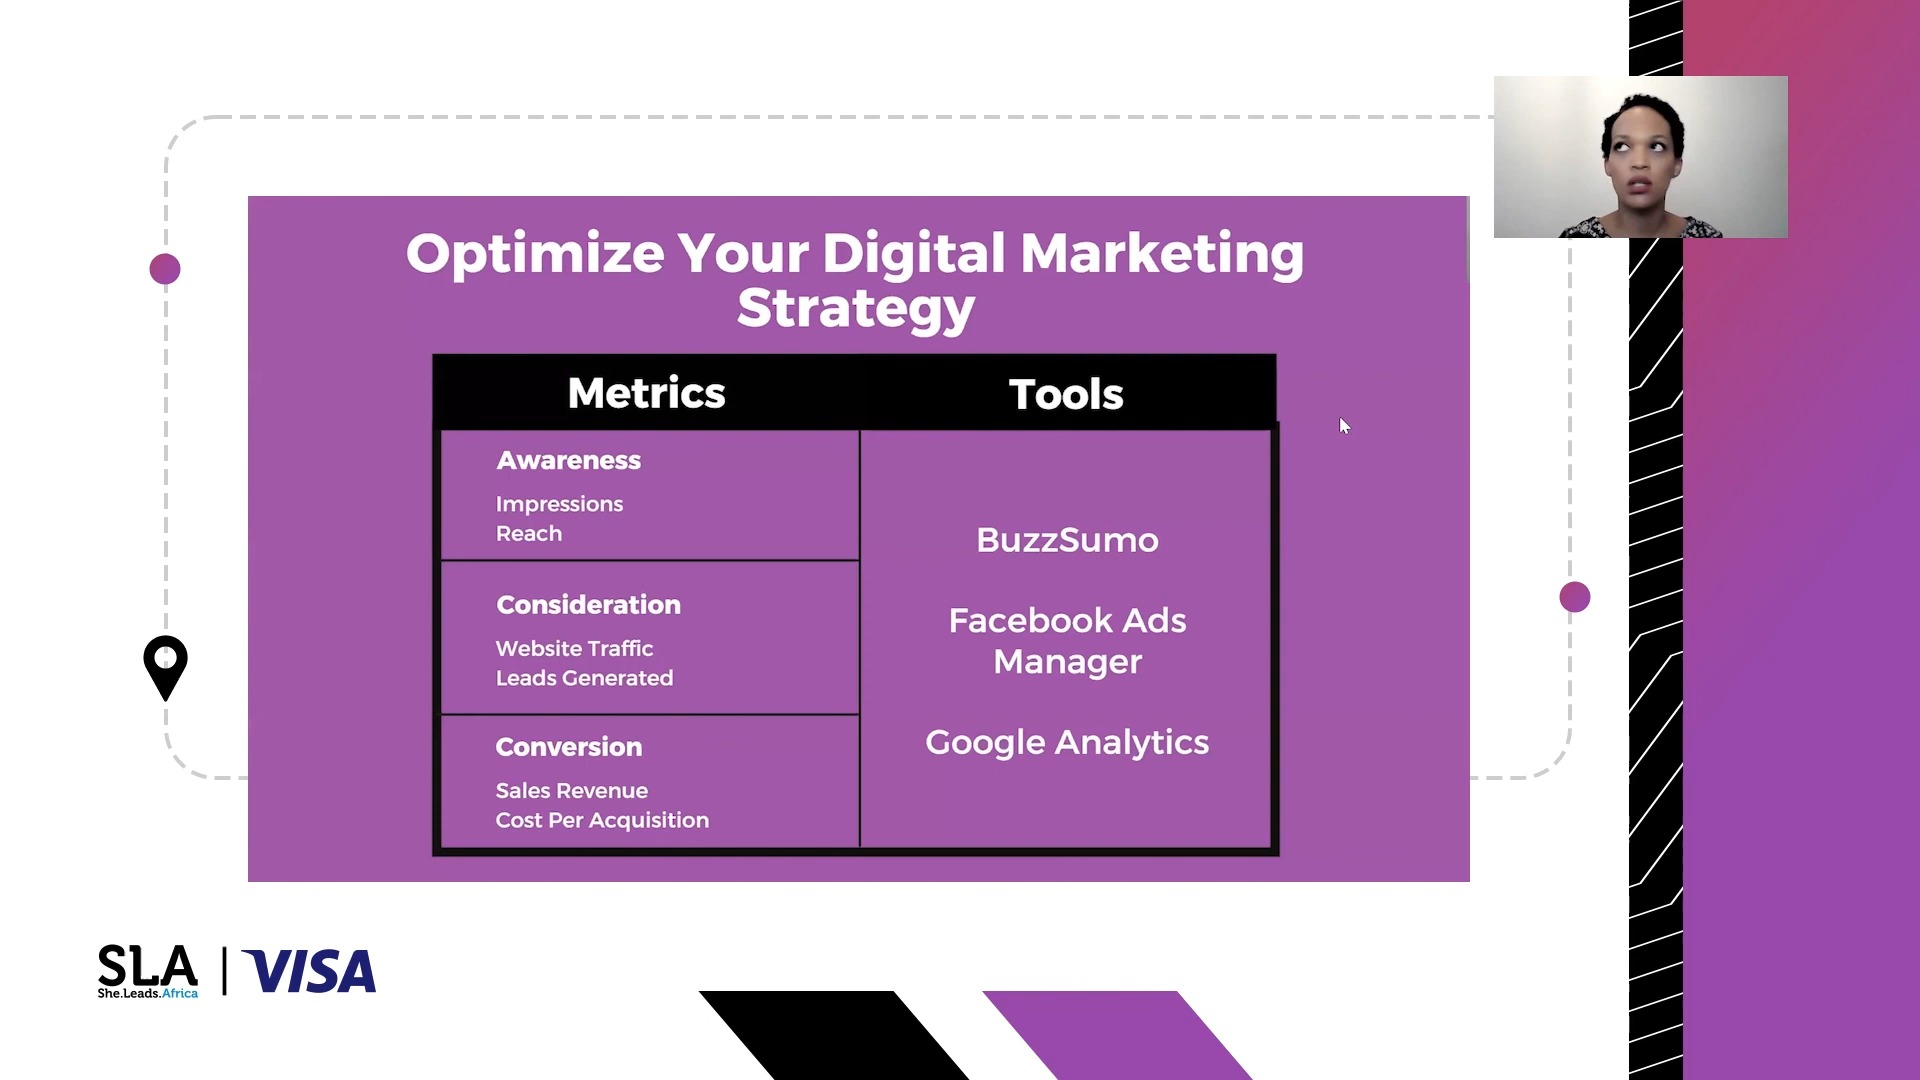 Optimize Your Digital Marketing
Strategy
Metrics
Tools
Awareness
Impressions
Reach
Consideration
Website Traffic
Leads Generated
Conversion
Sales Revenue
Cost Per Acquisition
BuzzSumo
Facebook Ads
Manager
Google Analytics
SLA
She.Leads.Africa
VISA